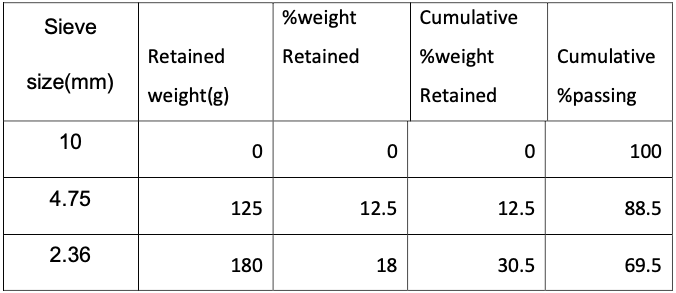 Sieve size(mm) Retained weight(g) %weight Retained Cumulative %weight Retained Cumulative %passing
10 0 0 0 100
4.75 125 12.5 12.5 88.5
2.36 180 18 30.5 69.5